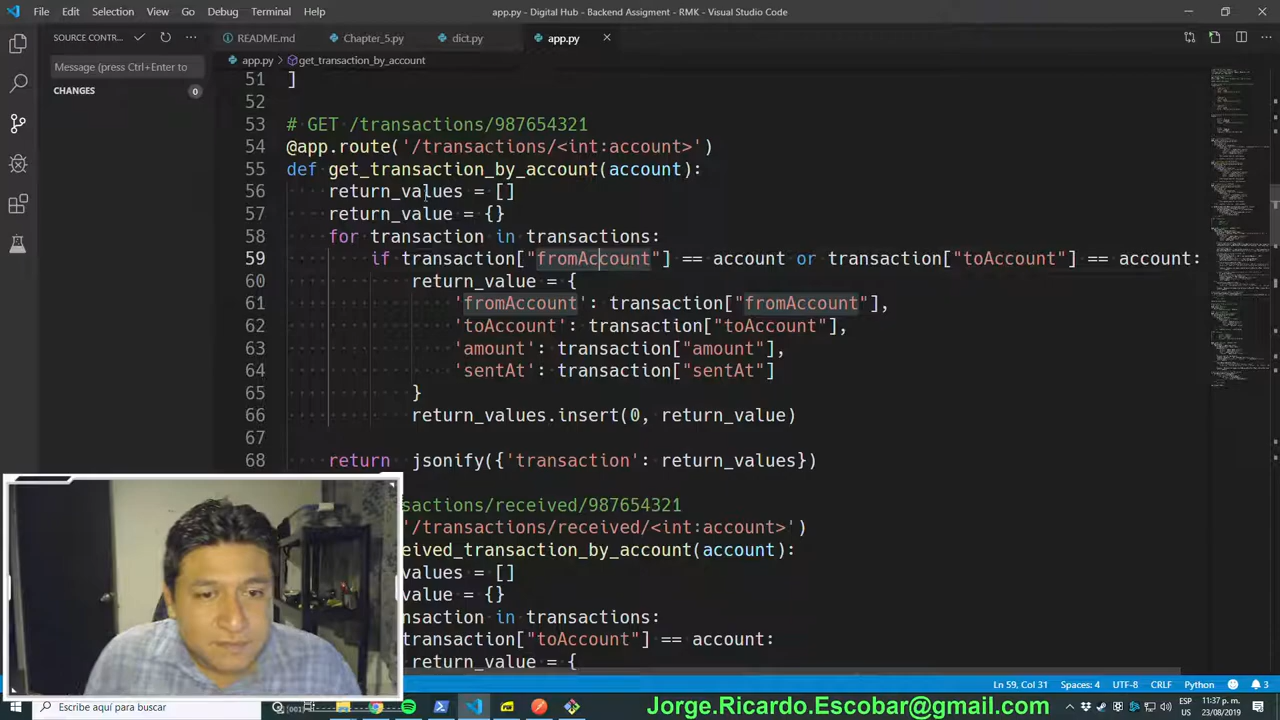 File Edit Selection View Go Debug Terminal Help
app.py - Digital Hub - Backend Assigment - RMK - Visual Studio Code
SOURCE CONTR...
README.md
Chapter_5.py
dict.py
app.py
Message (press Ctrl+Enter to
app.py > get_transaction_by_account
CHANGES 0
51 ]
52
53 # GET /transactions/987654321
54 @app.route('/transactions/<int:account>')
55 def get_transaction_by_account(account):
56 return_values = []
57 return_value = {}
58 for transaction in transactions:
59 if transaction["fromAccount"] == account or transaction["toAccount"] == account:
60 return_value = {
61 'fromAccount': transaction["fromAccount"],
62 'toAccount': transaction["toAccount"],
63 'amount': transaction["amount"],
64 'sentAt': transaction["sentAt"]
65 }
66 return_values.insert(0, return_value)
67
68 return jsonify({'transaction': return_values})
sactions/received/987654321
'/transactions/received/<int:account>')
ceived_transaction_by_account(account):
values = []
value = {}
nsaction in transactions:
transaction["toAccount"] == account:
return_value = {
Ln 59, Col 31 Spaces: 4 UTF-8 CRLF Python 3
Escribe aquí para buscar
Jorge.Ricardo.Escobar@gmail.com
ESP 11:37 p. m.
23/08/2019